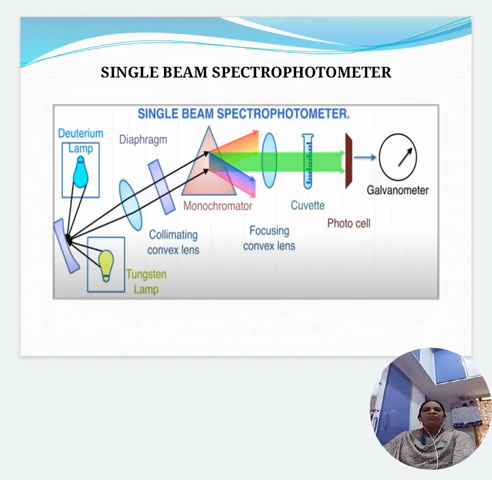 SINGLE BEAM SPECTROPHOTOMETER
SINGLE BEAM SPECTROPHOTOMETER.
Deuterium
Lamp
Diaphragm
Galvanometer
Monochromator
Cuvette
Photo cell
Collimating
convex lens
Focusing
convex lens
Tungsten
Lamp